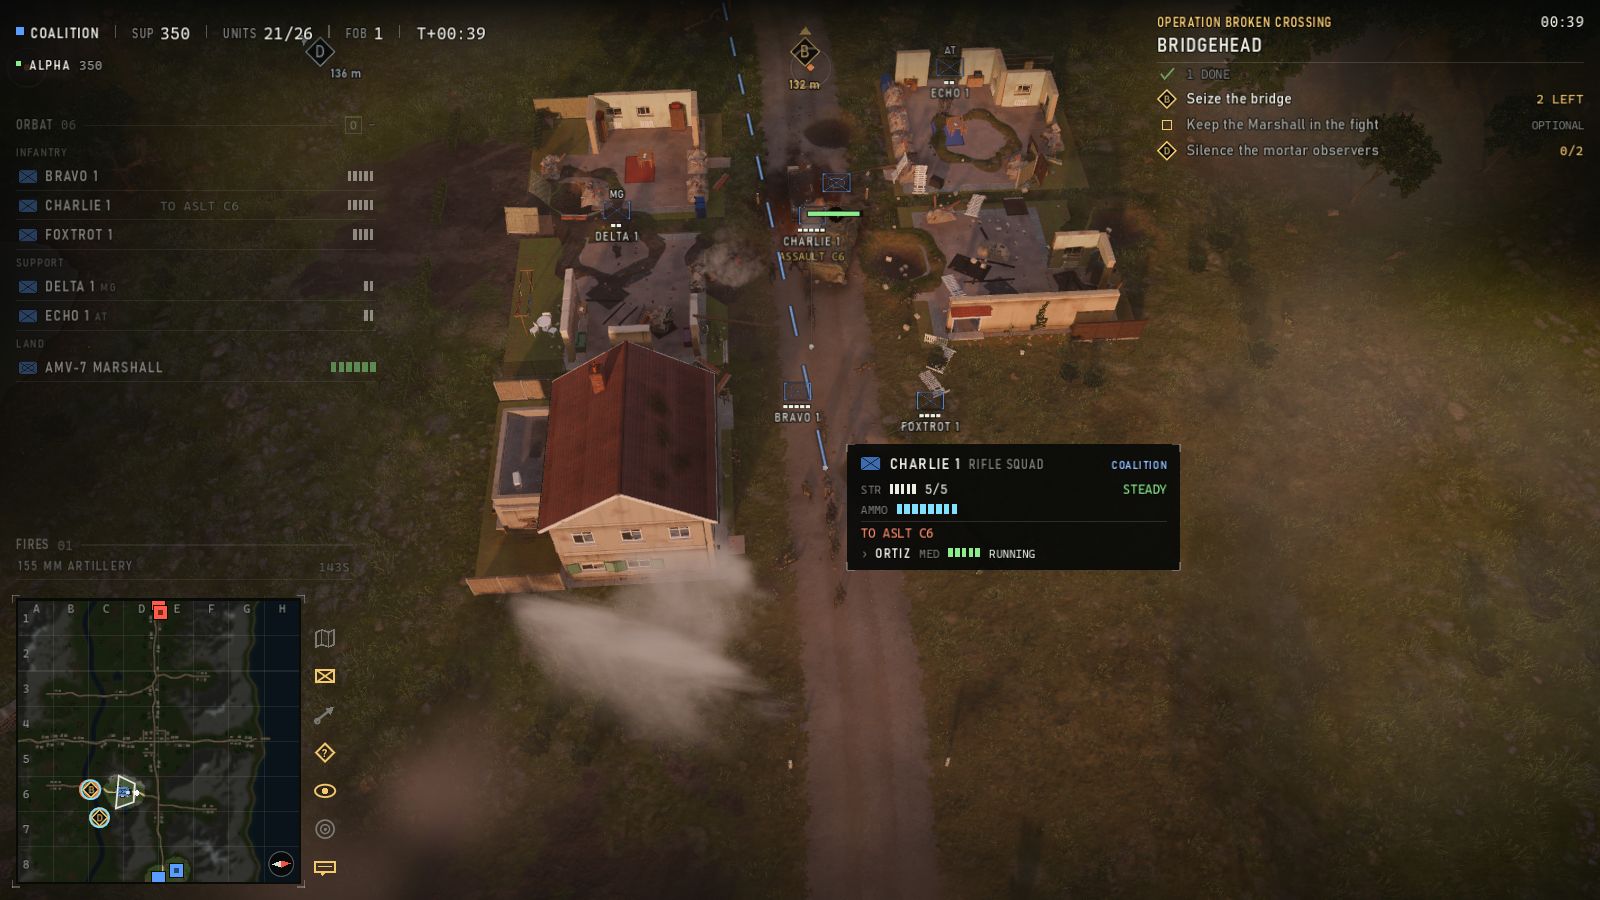 COALITION SUP 350 UNITS 21/26 FOB 1 T+00:39
ALPHA 350
D
136 m
B
132 m
OPERATION BROKEN CROSSING 00:39
BRIDGEHEAD
1 DONE
B Seize the bridge 2 LEFT
Keep the Marshall in the fight OPTIONAL
D Silence the mortar observers 0/2
ORBAT 06 0 -
INFANTRY
BRAVO 1
CHARLIE 1 TO ASLT C6
FOXTROT 1
SUPPORT
DELTA 1 MG
ECHO 1 AT
LAND
AMV-7 MARSHALL
AT
ECHO 1
MG
DELTA 1
CHARLIE 1
ASSAULT C6
BRAVO 1
FOXTROT 1
CHARLIE 1 RIFLE SQUAD COALITION
STR 5/5 STEADY
AMMO
TO ASLT C6
› ORTIZ MED RUNNING
FIRES 01
155 MM ARTILLERY 143S
A B C D E F G H
1
2
3
4
5
6
7
8
B
D
?